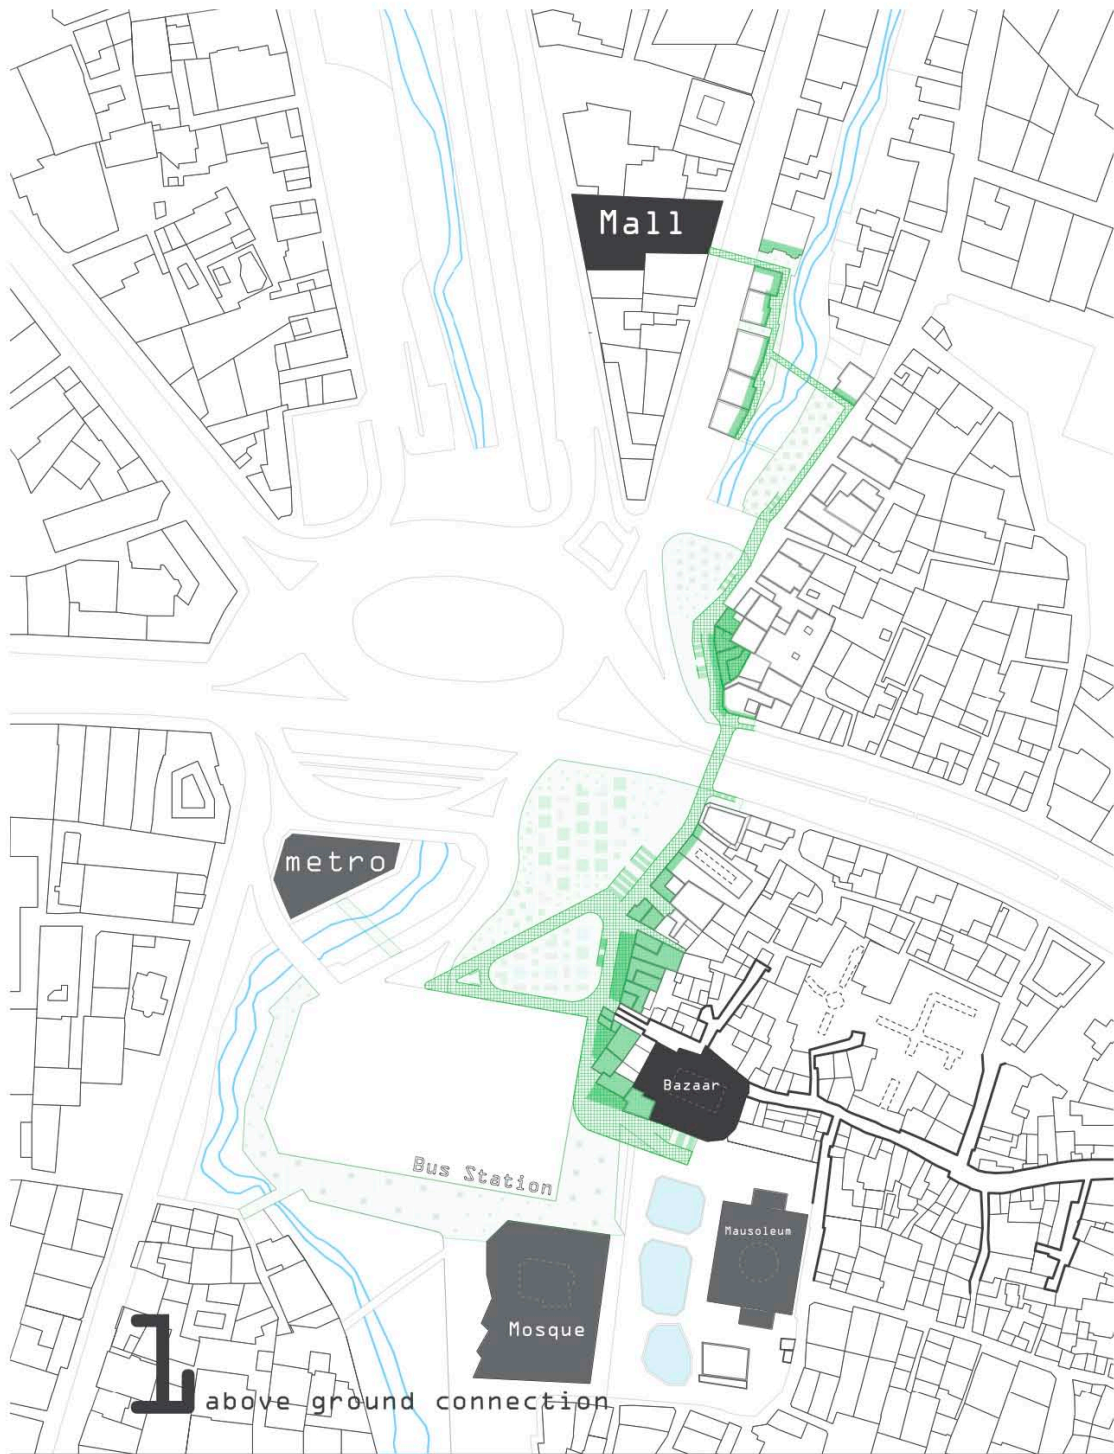 Mall
metro
Bazaar
Bus Station
Mausoleum
Mosque
1
above ground connection